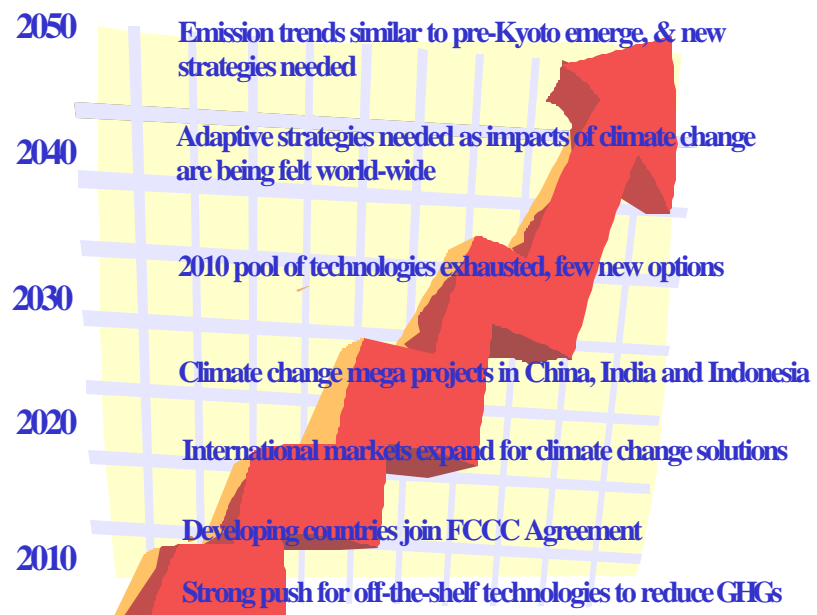 2050
Emission trends similar to pre-Kyoto emerge, & new
strategies needed
Adaptive strategies needed as impacts of climate change
2040
are being felt world-wide
2010 pool of technologies exhausted, few new options
2030
Climate change mega projects in China, India and Indonesia
2020
International markets expand for climate change solutions
Developing countries join FCCC Agreement
2010
Strong push for off-the-shelf technologies to reduce GHGs